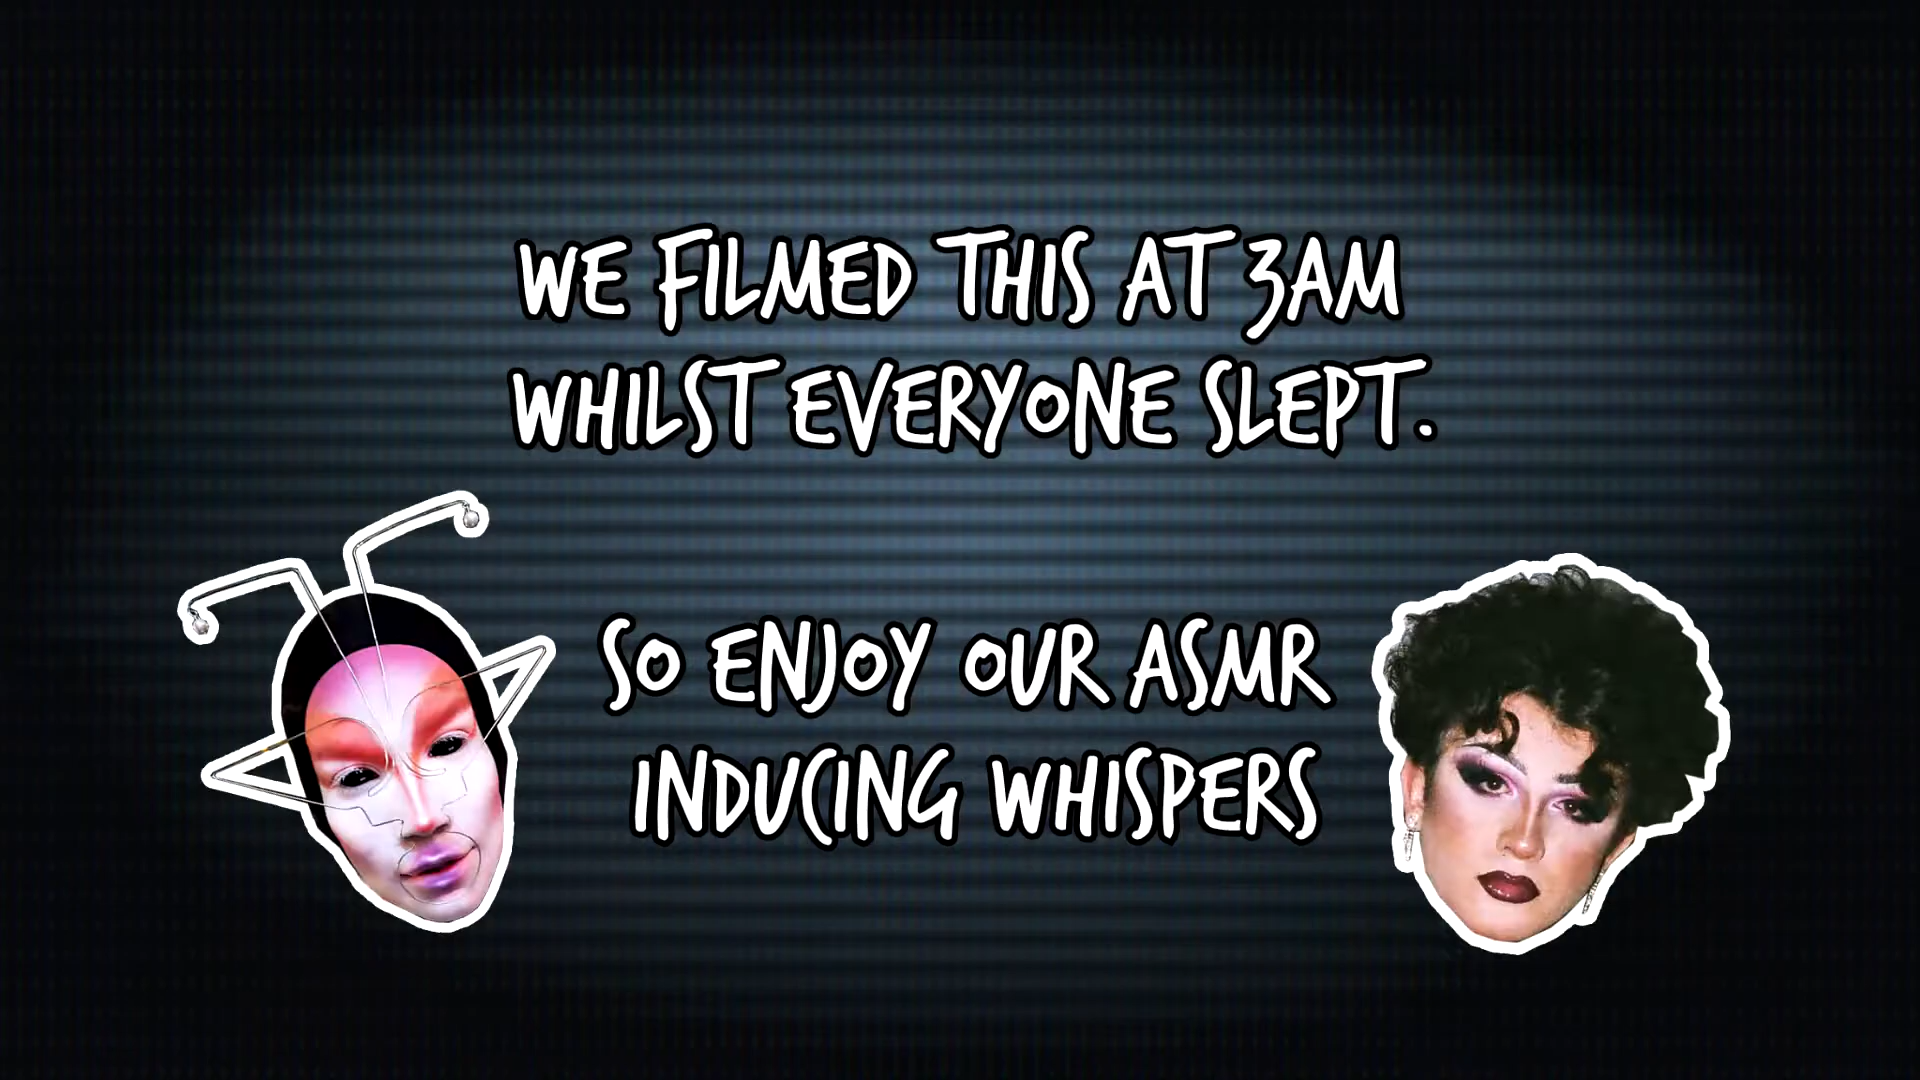 WE FILMED THIS AT 3AM
WHILST EVERYONE SLEPT.
SO ENJOY OUR ASMR
INDUCING WHISPERS